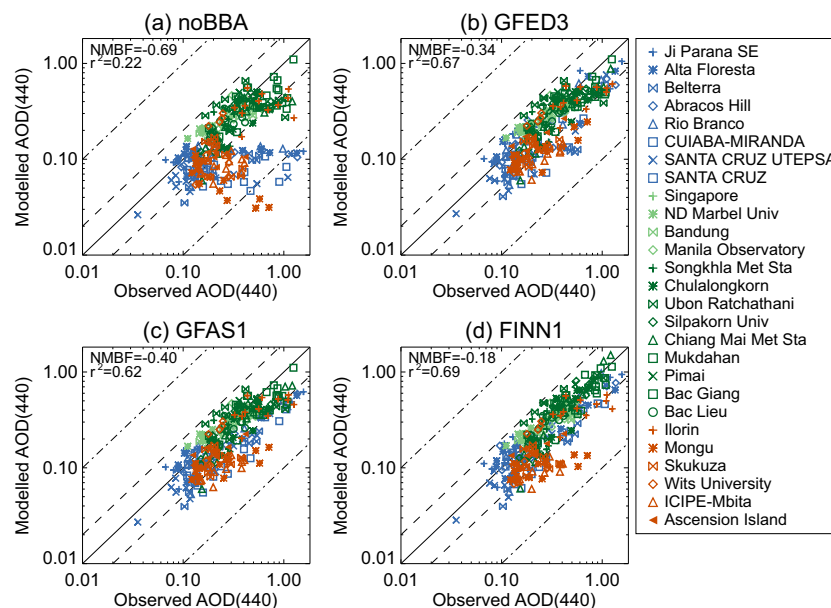 (a) noBBA
NMBF=-0.69
r²=0.22
1.00
0.10
0.01
Modelled AOD(440)
0.01 0.10 1.00
Observed AOD(440)
(b) GFED3
NMBF=-0.34
r²=0.67
1.00
0.10
0.01
Modelled AOD(440)
0.01 0.10 1.00
Observed AOD(440)
(c) GFAS1
NMBF=-0.40
r²=0.62
1.00
0.10
0.01
Modelled AOD(440)
0.01 0.10 1.00
Observed AOD(440)
(d) FINN1
NMBF=-0.18
r²=0.69
1.00
0.10
0.01
Modelled AOD(440)
0.01 0.10 1.00
Observed AOD(440)
Ji Parana SE
Alta Floresta
Belterra
Abracos Hill
Rio Branco
CUIABA-MIRANDA
SANTA CRUZ UTEPSA
SANTA CRUZ
Singapore
ND Marbel Univ
Bandung
Manila Observatory
Songkhla Met Sta
Chulalongkorn
Ubon Ratchathani
Silpakorn Univ
Chiang Mai Met Sta
Mukdahan
Pimai
Bac Giang
Bac Lieu
Ilorin
Mongu
Skukuza
Wits University
ICIPE-Mbita
Ascension Island